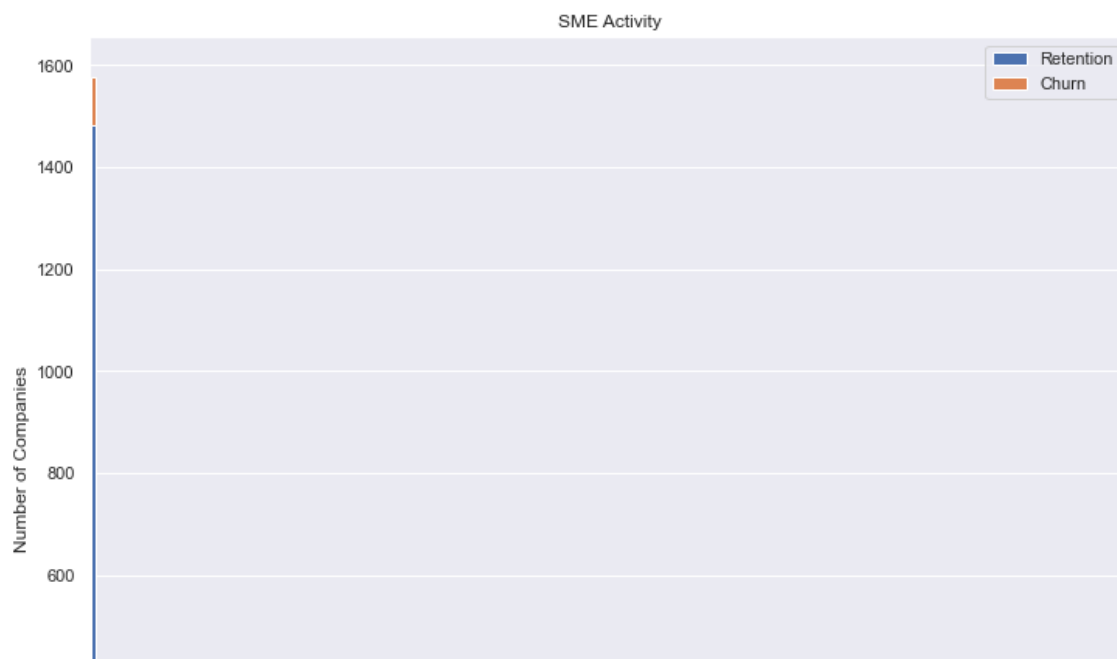 SME Activity
Retention
Churn
1600
1400
1200
1000
800
600
Number of Companies